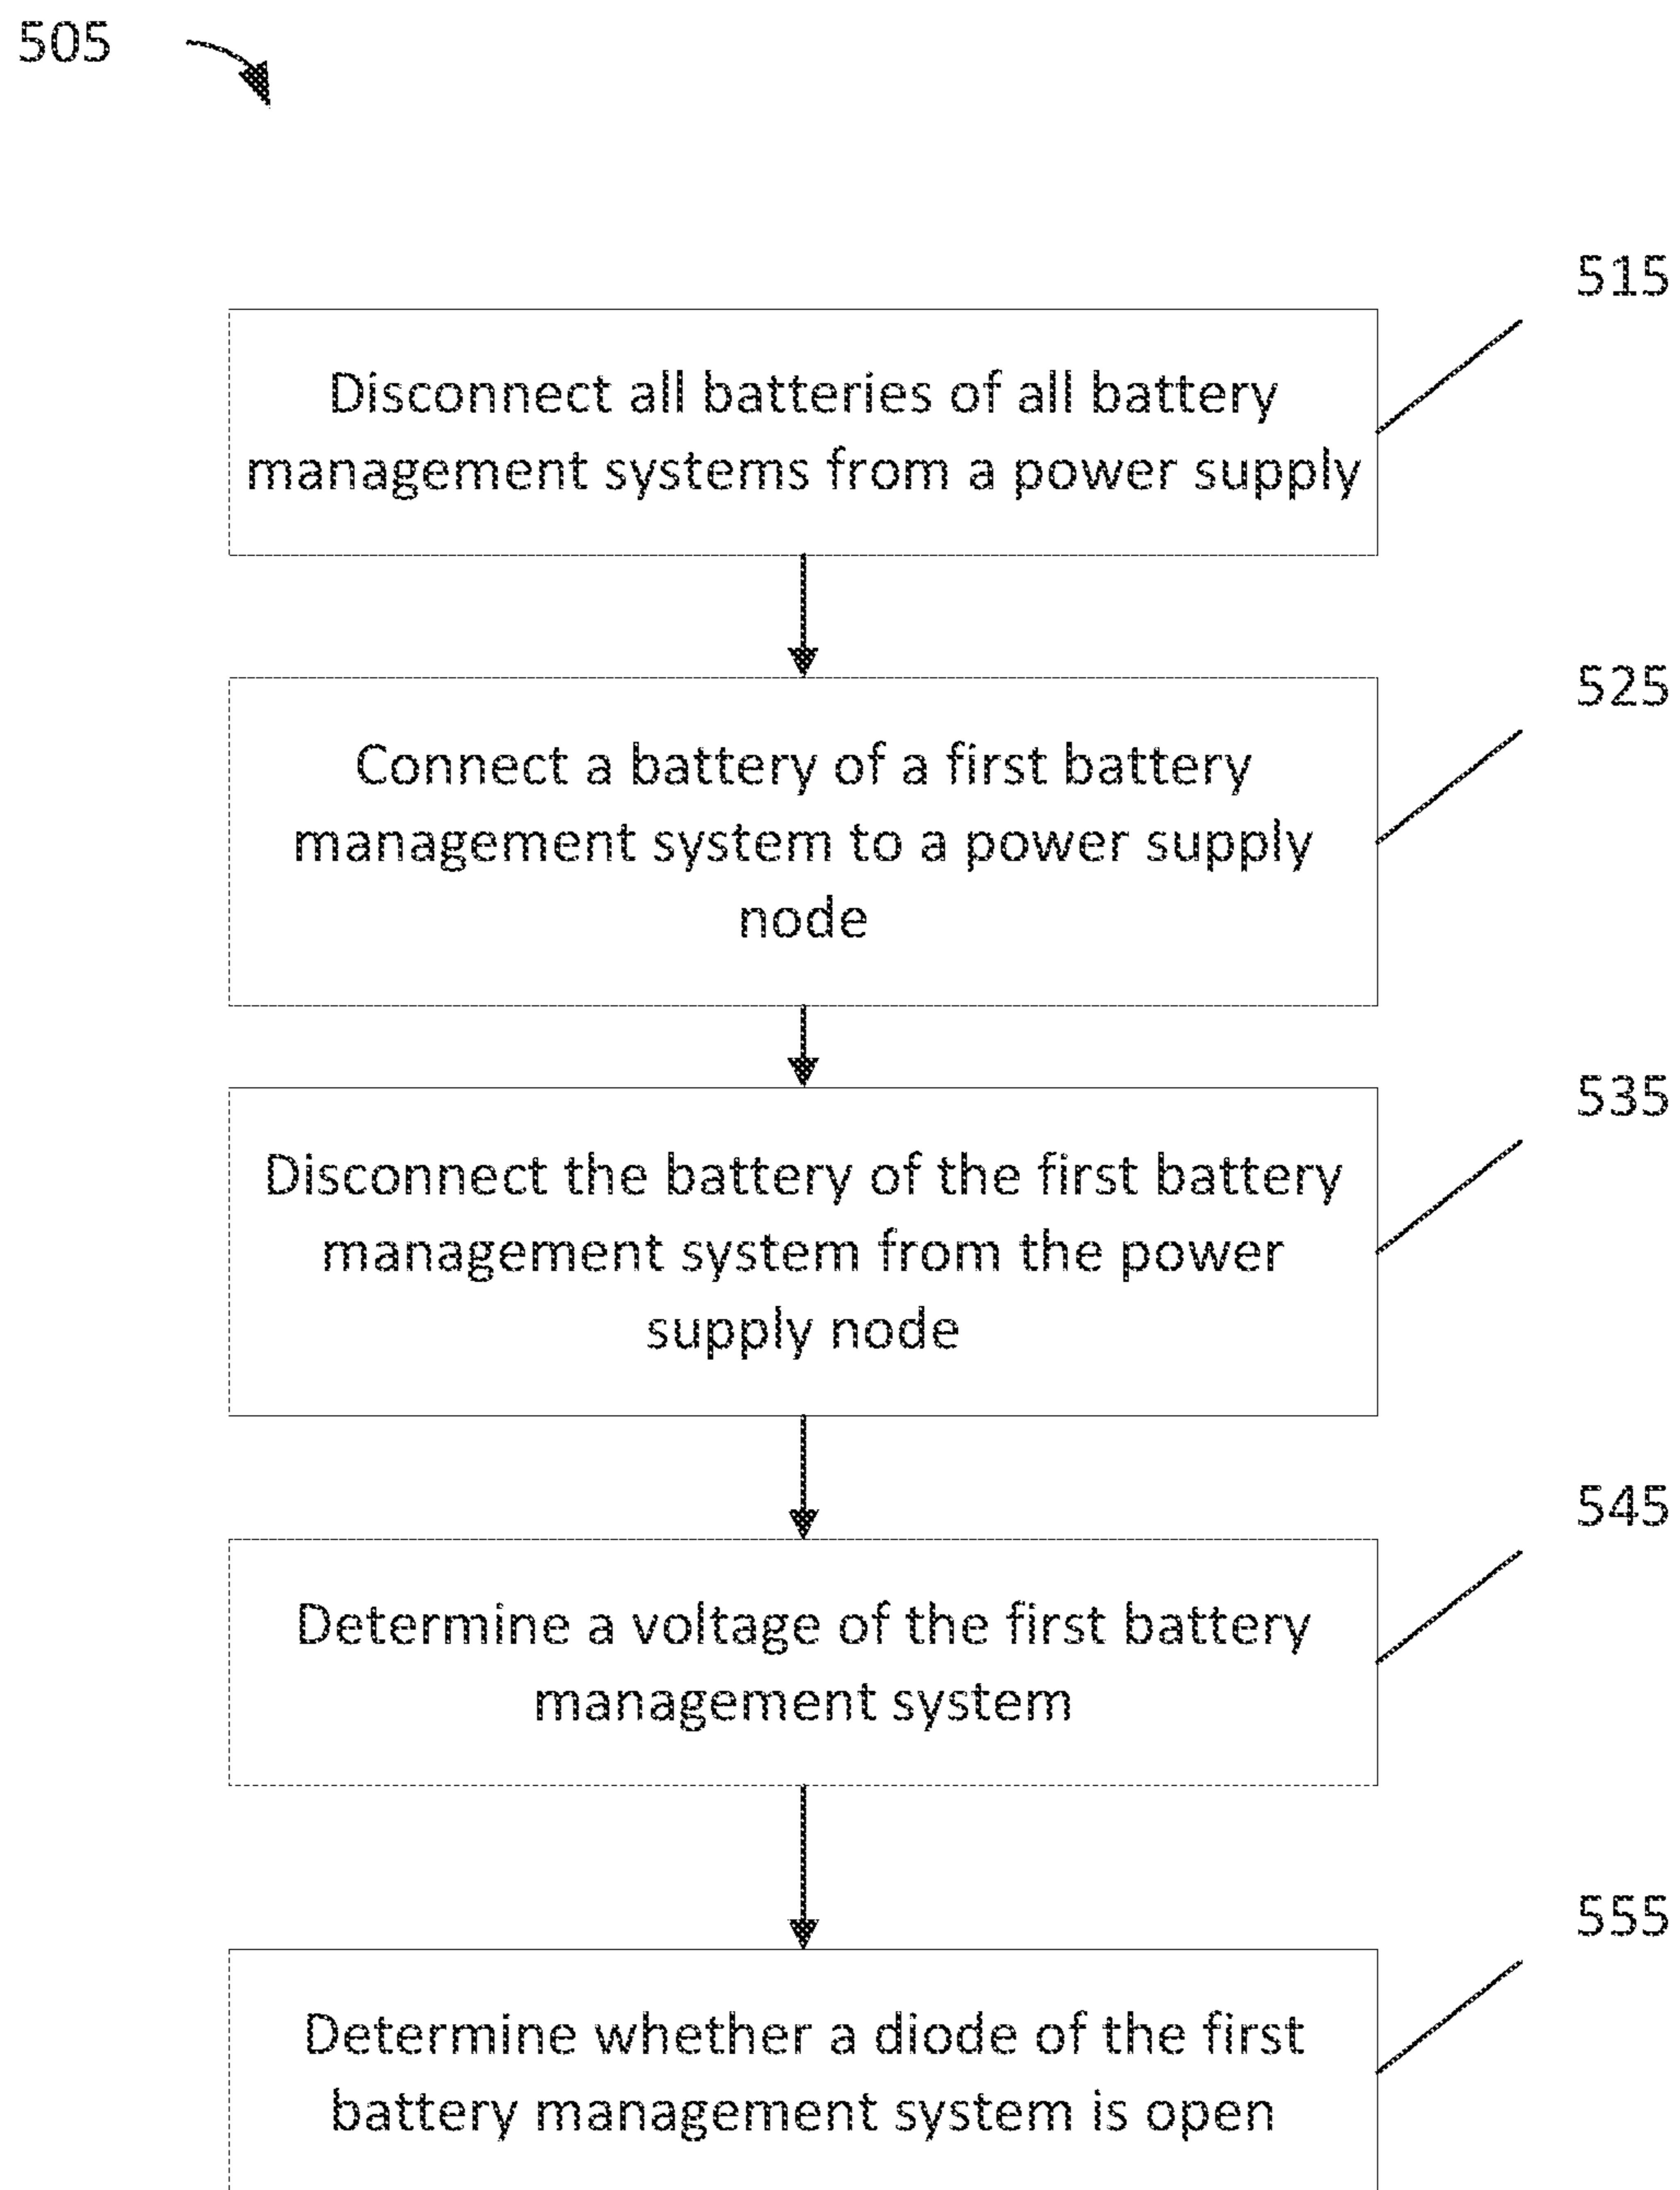 505
515
Disconnect all batteries of all battery
management systems from a power supply
525
Connect a battery of a first battery
management system to a power supply
node
535
Disconnect the battery of the first battery
management system from the power
supply node
545
Determine a voltage of the first battery
management system
555
Determine whether a diode of the first
battery management system is open